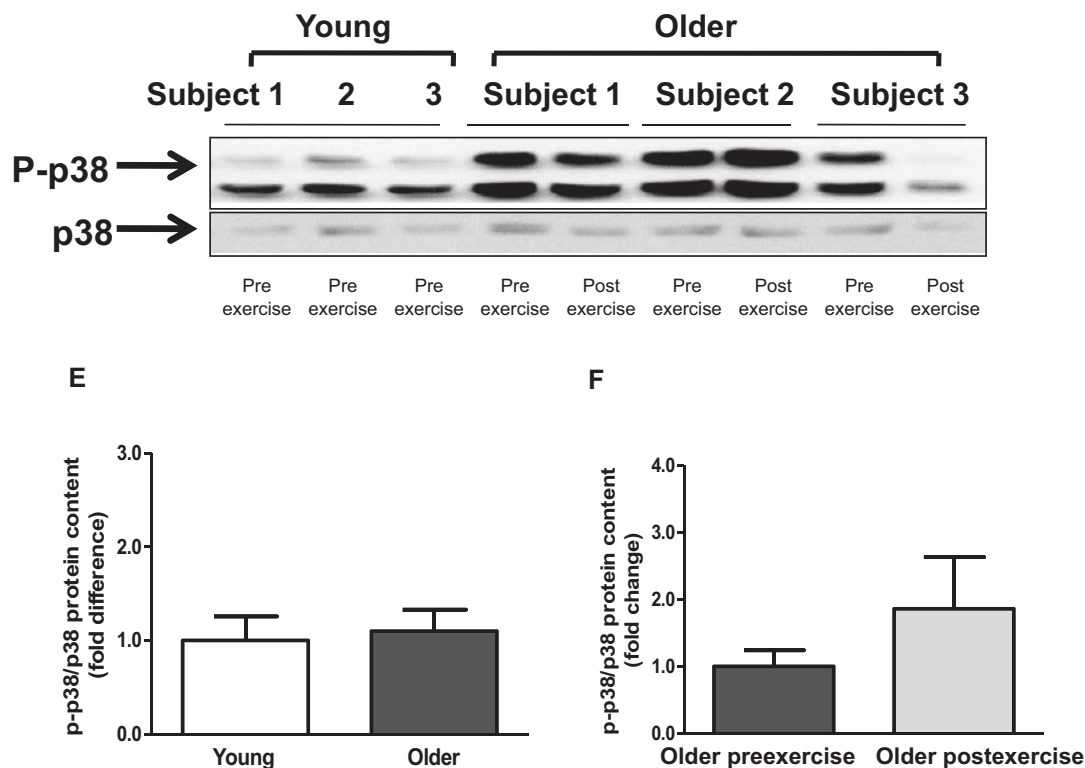 Young Older
Subject 1 2 3 Subject 1 Subject 2 Subject 3
P-p38
p38
Pre Pre Pre Pre Post Pre Post Pre Post
exercise exercise exercise exercise exercise exercise exercise exercise exercise
E F
p-p38/p38 protein content
(fold difference)
3.0
2.0
1.0
0.0
Young Older
p-p38/p38 protein content
(fold change)
4.0
3.0
2.0
1.0
0.0
Older preexercise Older postexercise